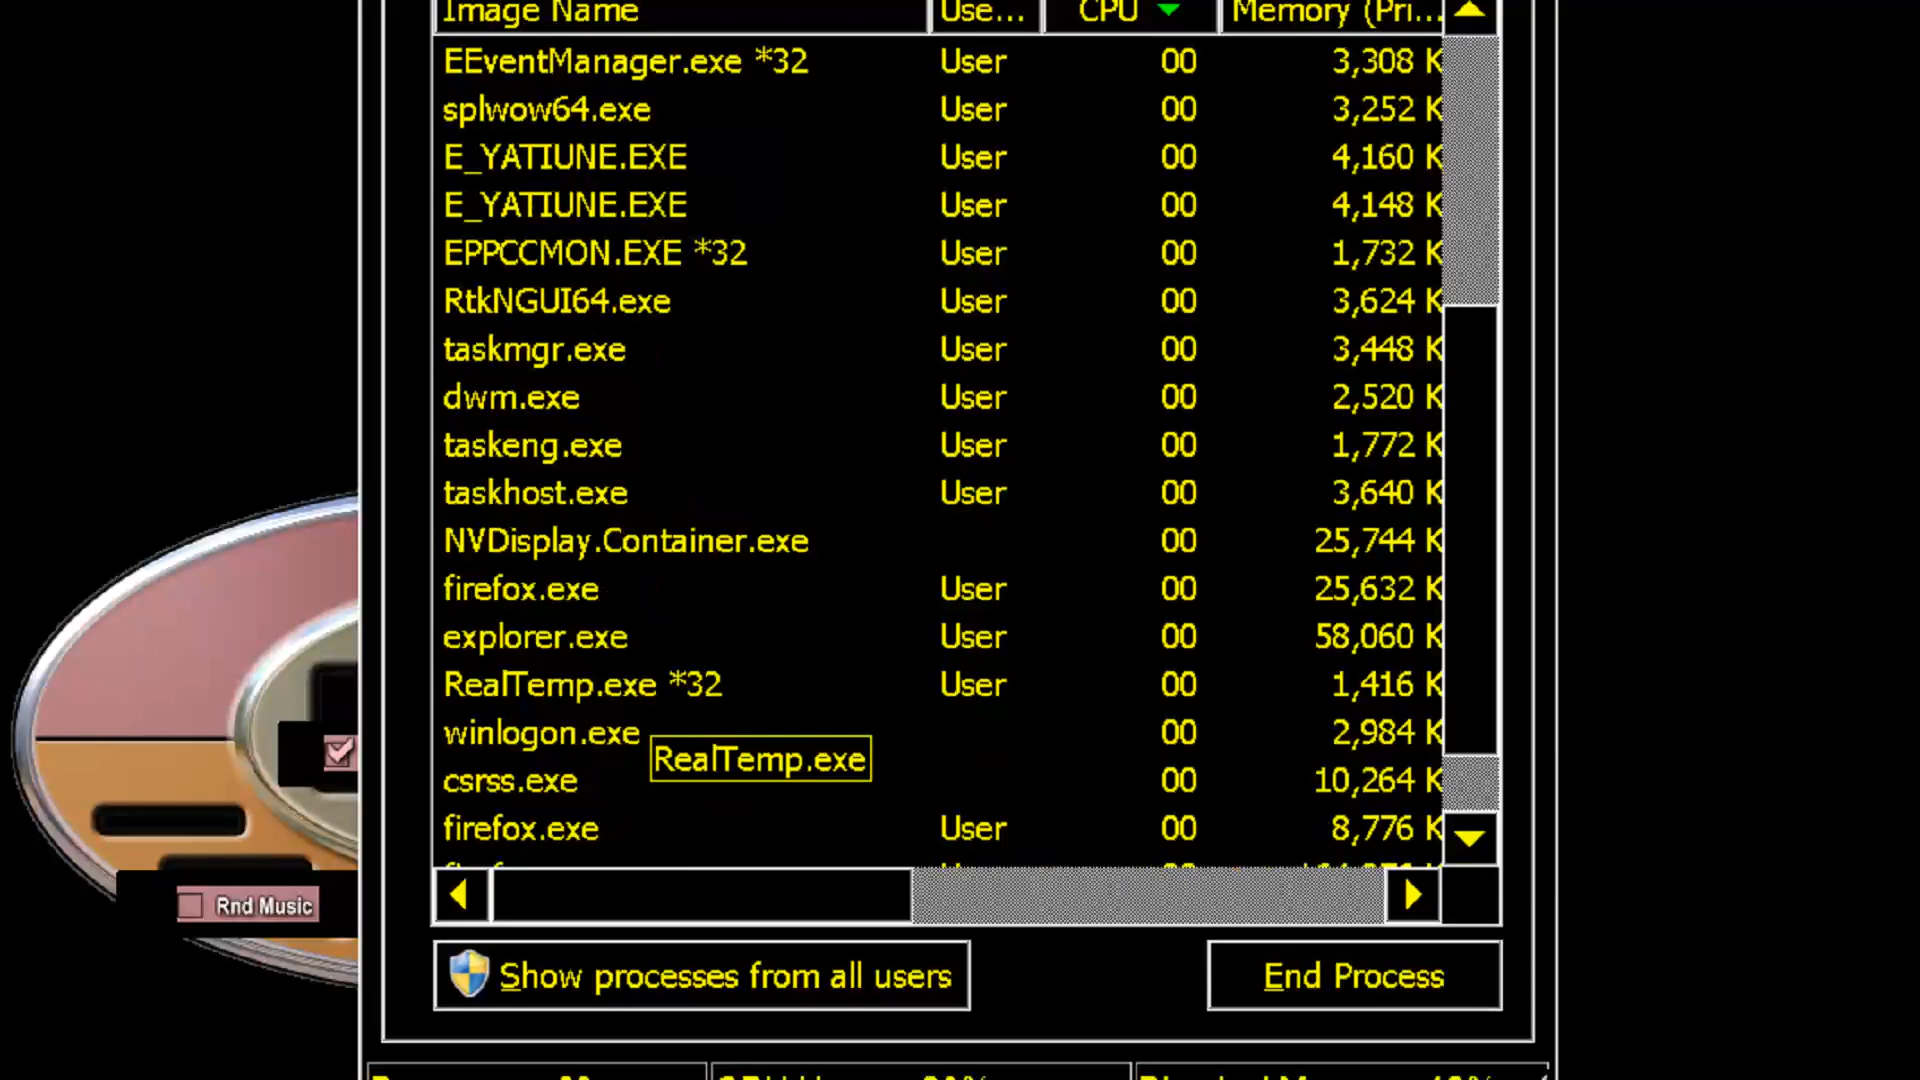 Image Name Use... CPU Memory (Pri...
EEventManager.exe *32 User 00 3,308 K
splwow64.exe User 00 3,252 K
E_YATIUNE.EXE User 00 4,160 K
E_YATIUNE.EXE User 00 4,148 K
EPPCCMON.EXE *32 User 00 1,732 K
RtkNGUI64.exe User 00 3,624 K
taskmgr.exe User 00 3,448 K
dwm.exe User 00 2,520 K
taskeng.exe User 00 1,772 K
taskhost.exe User 00 3,640 K
NVDisplay.Container.exe 00 25,744 K
firefox.exe User 00 25,632 K
explorer.exe User 00 58,060 K
RealTemp.exe *32 User 00 1,416 K
winlogon.exe 00 2,984 K
RealTemp.exe
csrss.exe 00 10,264 K
firefox.exe User 00 8,776 K
Rnd Music
Show processes from all users End Process